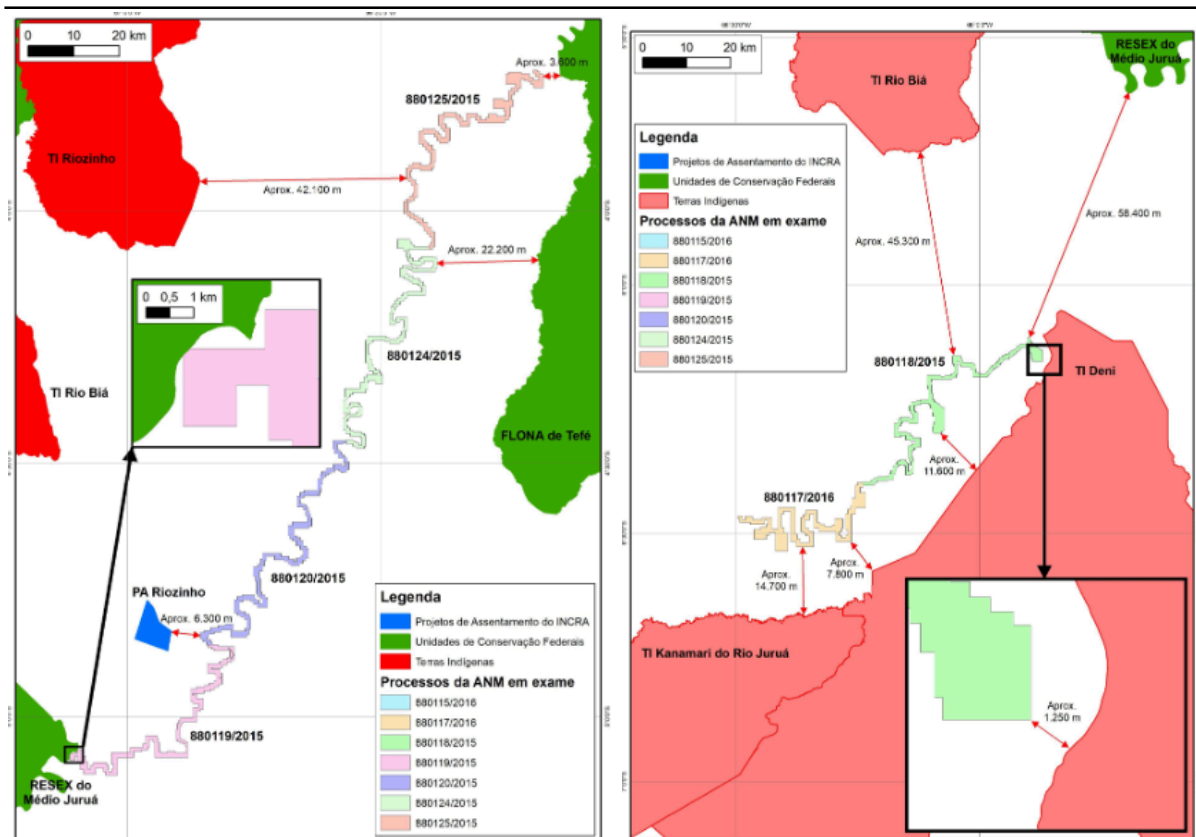 0 10 20 km
Aprox. 3.600 m
880125/2015
TI Riozinho
Aprox. 42.100 m
Aprox. 22.200 m
0 0,5 1 km
880124/2015
TI Rio Biá
FLONA de Tefé
880120/2015
PA Riozinho
Aprox. 6.300 m
880119/2015
RESEX do
Médio Juruá
Legenda
Projetos de Assentamento do INCRA
Unidades de Conservação Federais
Terras Indígenas
Processos da ANM em exame
880115/2016
880117/2016
880118/2015
880119/2015
880120/2015
880124/2015
880125/2015
0 10 20 km
RESEX do
Médio Juruá
TI Rio Biá
Legenda
Projetos de Assentamento do INCRA
Unidades de Conservação Federais
Terras Indígenas
Processos da ANM em exame
880115/2016
880117/2016
880118/2015
880119/2015
880120/2015
880124/2015
880125/2015
Aprox. 58.400 m
Aprox. 45.300 m
880118/2015
TI Deni
Aprox.
11.600 m
880117/2016
Aprox.
7.800 m
Aprox.
14.700 m
TI Kanamari do Rio Juruá
Aprox.
1.250 m